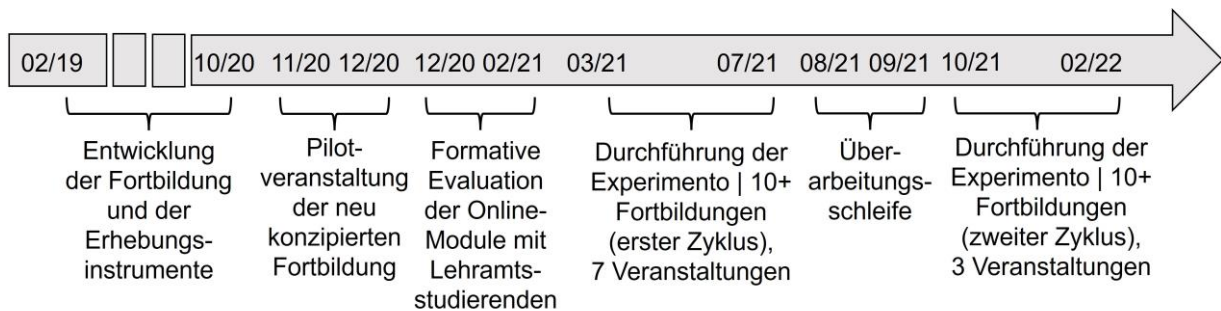 02/19 10/20 11/20 12/20 12/20 02/21 03/21 07/21 08/21 09/21 10/21 02/22
Entwicklung
der Fortbildung
und der
Erhebungs-
instrumente
Pilot-
veranstaltung
der neu
konzipierten
Fortbildung
Formative
Evaluation
der Online-
Module mit
Lehramts-
studierenden
Durchführung der
Experimento | 10+
Fortbildungen
(erster Zyklus),
7 Veranstaltungen
Über-
arbeitungs-
schleife
Durchführung der
Experimento | 10+
Fortbildungen
(zweiter Zyklus),
3 Veranstaltungen